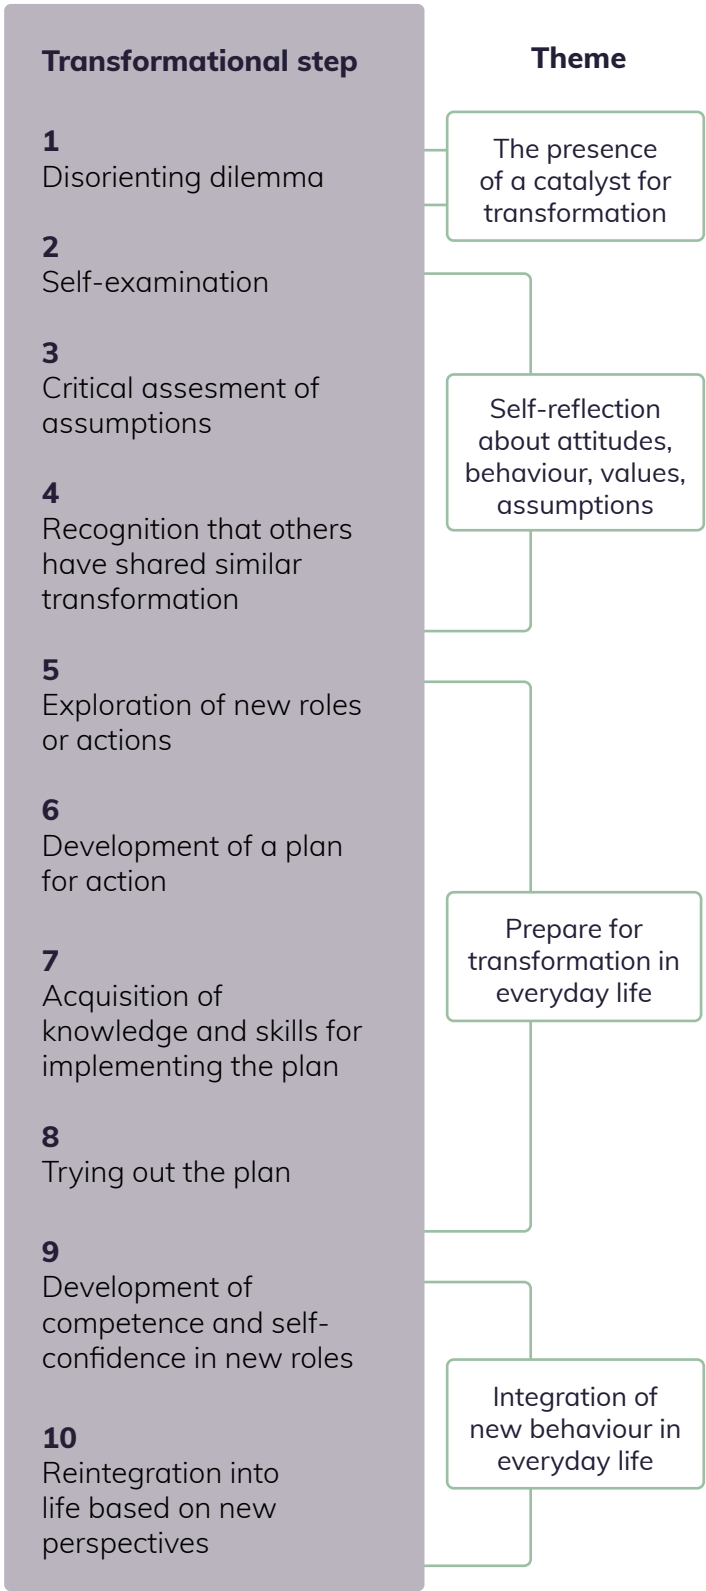 Transformational step
1
Disorienting dilemma
2
Self-examination
3
Critical assesment of
assumptions
4
Recognition that others
have shared similar
transformation
5
Exploration of new roles
or actions
6
Development of a plan
for action
7
Acquisition of
knowledge and skills for
implementing the plan
8
Trying out the plan
9
Development of
competence and self-
confidence in new roles
10
Reintegration into
life based on new
perspectives
Theme
The presence
of a catalyst for
transformation
Self-reflection
about attitudes,
behaviour, values,
assumptions
Prepare for
transformation in
everyday life
Integration of
new behaviour in
everyday life